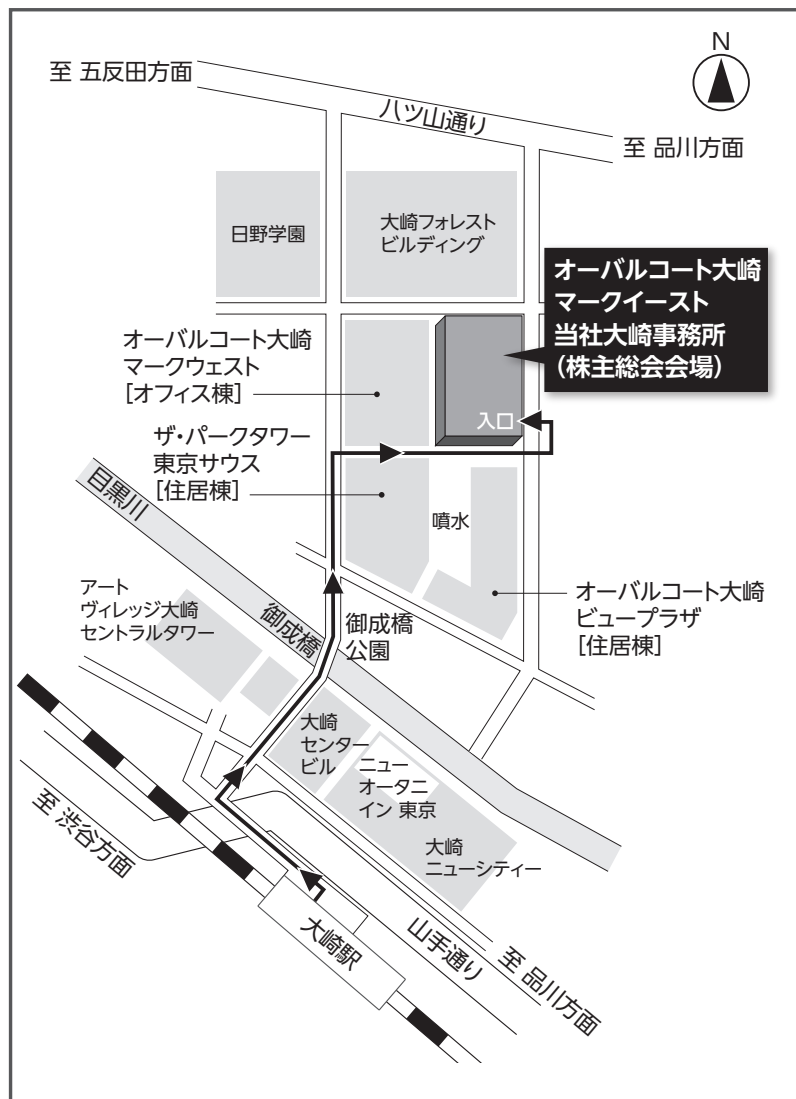 N
至 五反田方面
八ツ山通り
至 品川方面
日野学園
大崎フォレスト
ビルディング
オーバルコート大崎
マークイースト
当社大崎事務所
（株主総会会場）
オーバルコート大崎
マークウェスト
［オフィス棟］
入口
ザ・パークタワー
東京サウス
［住居棟］
目黒川
噴水
アート
ヴィレッジ大崎
セントラルタワー
御成橋
御成橋
公園
オーバルコート大崎
ビュープラザ
［住居棟］
大崎
センター
ビル
ニュー
オータニ
イン 東京
大崎
ニューシティー
至 渋谷方面
大崎駅
山手通り
至 品川方面